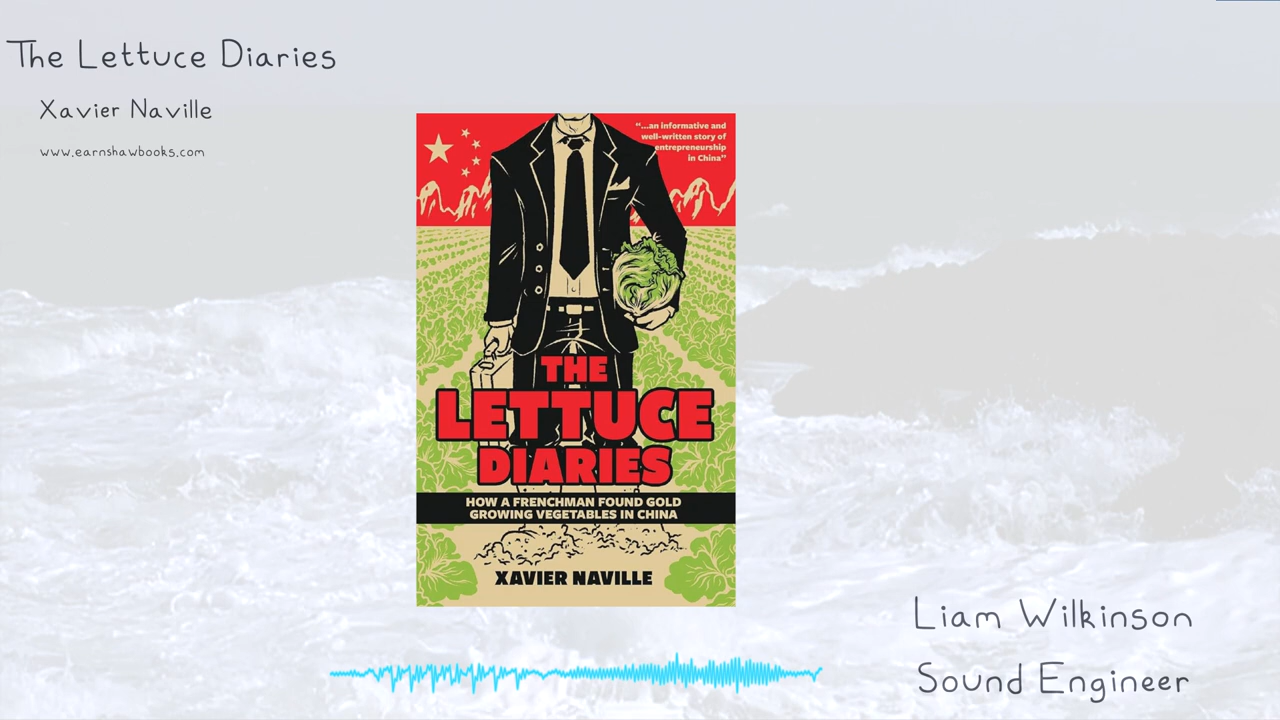 The Lettuce Diaries
Xavier Naville
www.earnshawbooks.com
“...an informative and
well-written story of
entrepreneurship
in China”
THE
LETTUCE
DIARIES
HOW A FRENCHMAN FOUND GOLD
GROWING VEGETABLES IN CHINA
XAVIER NAVILLE
Liam Wilkinson
Sound Engineer